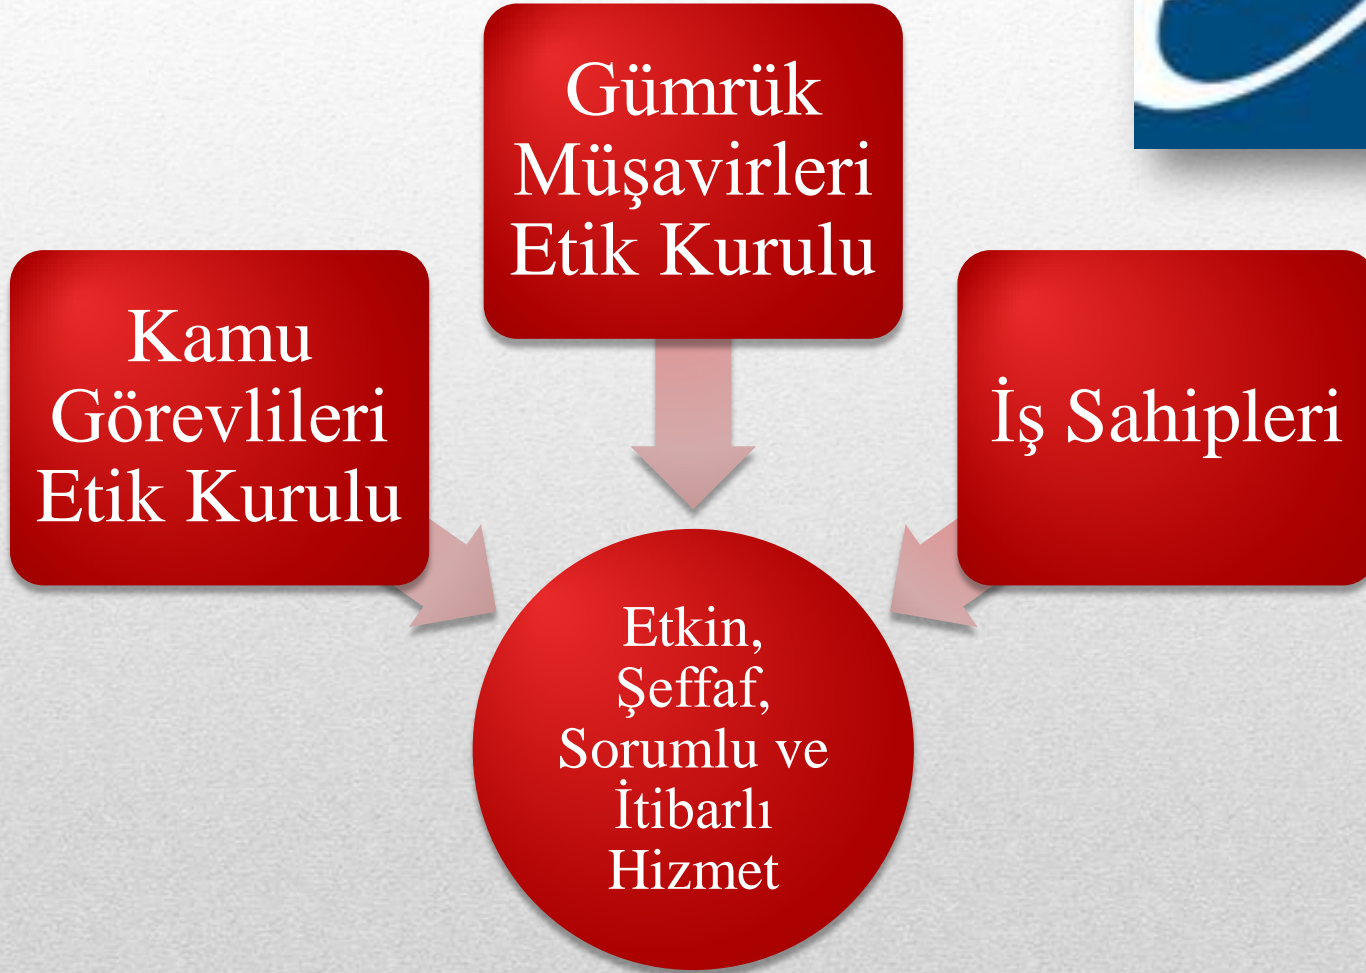 Gümrük
Müşavirleri
Etik Kurulu
Kamu
Görevlileri
Etik Kurulu
İş Sahipleri
Etkin,
Şeffaf,
Sorumlu ve
İtibarlı
Hizmet